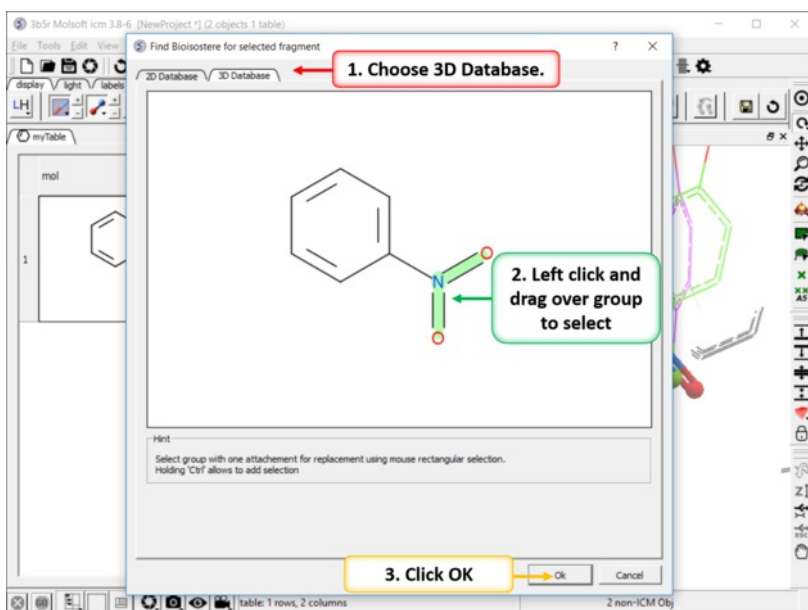 3b5r Molsoft icm 3.8-6 [NewProject *] (2 objects 1 table)
File Tools Edit View
Find Bioisostere for selected fragment
2D Database
3D Database
1. Choose 3D Database.
display light labels
LH
myTable
mol
1
O
N
O
2. Left click and
drag over group
to select
Hint
Select group with one attachement for replacement using mouse rectangular selection.
Holding 'Ctrl' allows to add selection
3. Click OK
Ok
Cancel
table: 1 rows, 2 columns
2 non-ICM Obj